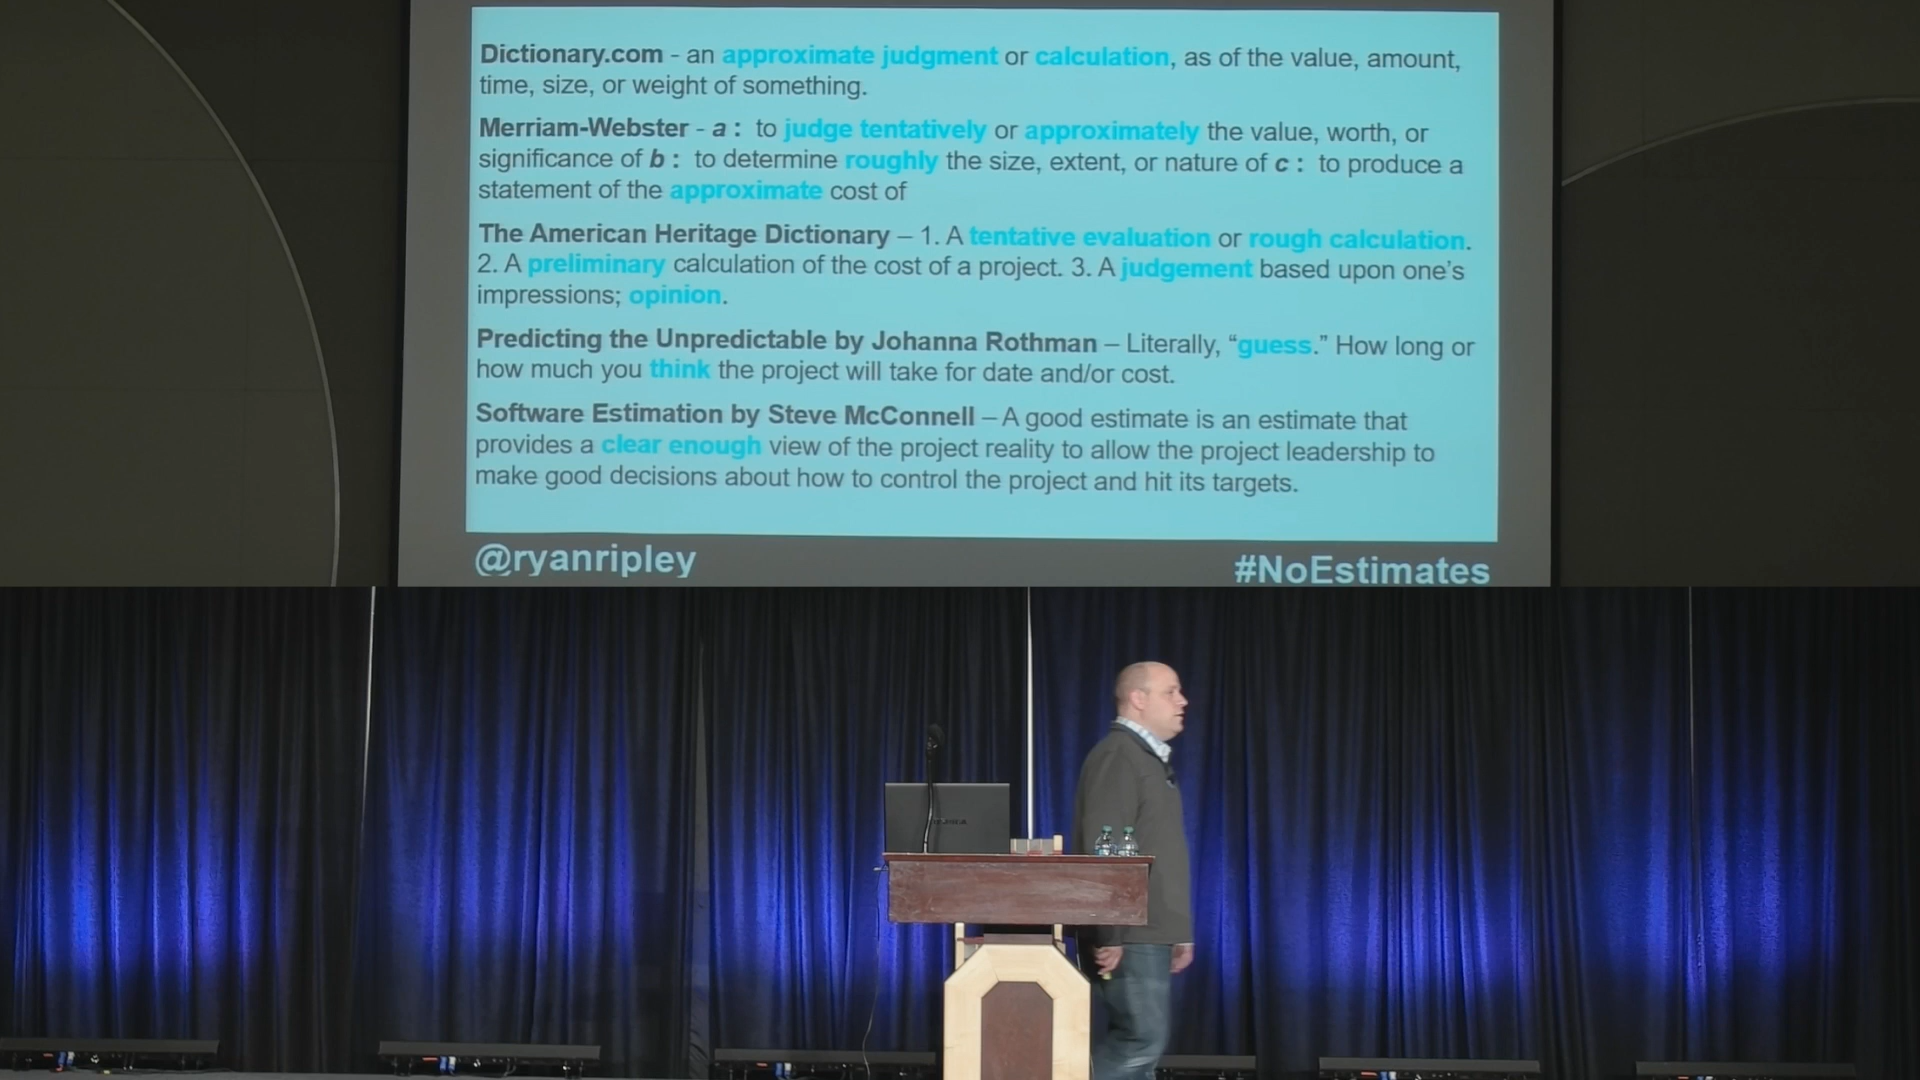 Dictionary.com - an approximate judgment or calculation, as of the value, amount,
time, size, or weight of something.
Merriam-Webster - a : to judge tentatively or approximately the value, worth, or
significance of b : to determine roughly the size, extent, or nature of c : to produce a
statement of the approximate cost of
The American Heritage Dictionary – 1. A tentative evaluation or rough calculation.
2. A preliminary calculation of the cost of a project. 3. A judgement based upon one’s
impressions; opinion.
Predicting the Unpredictable by Johanna Rothman – Literally, “guess.” How long or
how much you think the project will take for date and/or cost.
Software Estimation by Steve McConnell – A good estimate is an estimate that
provides a clear enough view of the project reality to allow the project leadership to
make good decisions about how to control the project and hit its targets.
@ryanripley
#NoEstimates